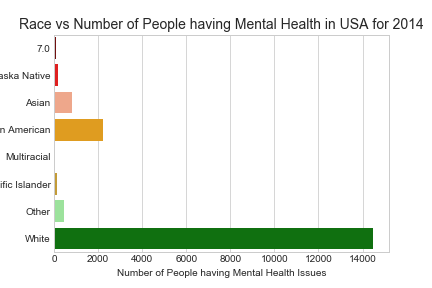 Race vs Number of People having Mental Health in USA for 2014
7.0
aska Native
Asian
n American
Multiracial
ific Islander
Other
White
0 2000 4000 6000 8000 10000 12000 14000
Number of People having Mental Health Issues